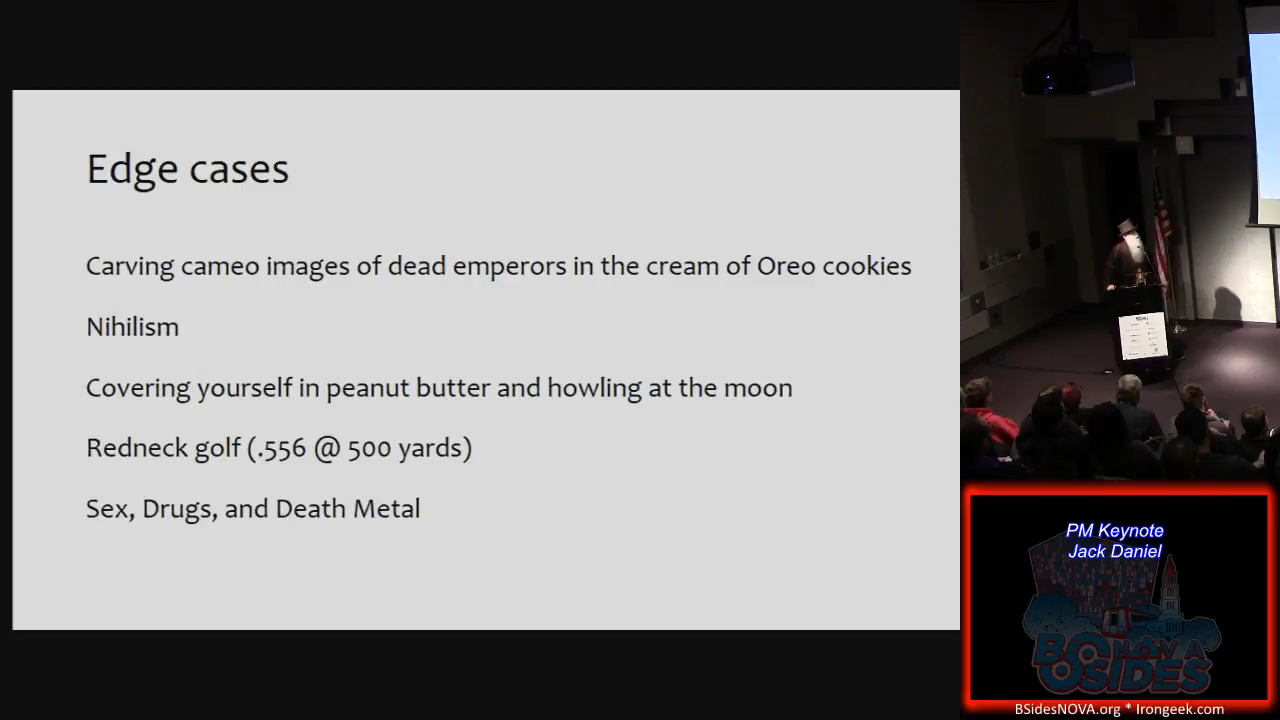 Edge cases
Carving cameo images of dead emperors in the cream of Oreo cookies
Nihilism
Covering yourself in peanut butter and howling at the moon
Redneck golf (.556 @ 500 yards)
Sex, Drugs, and Death Metal
PM Keynote
Jack Daniel
BSIDES
NOVA
BSidesNOVA.org * Irongeek.com